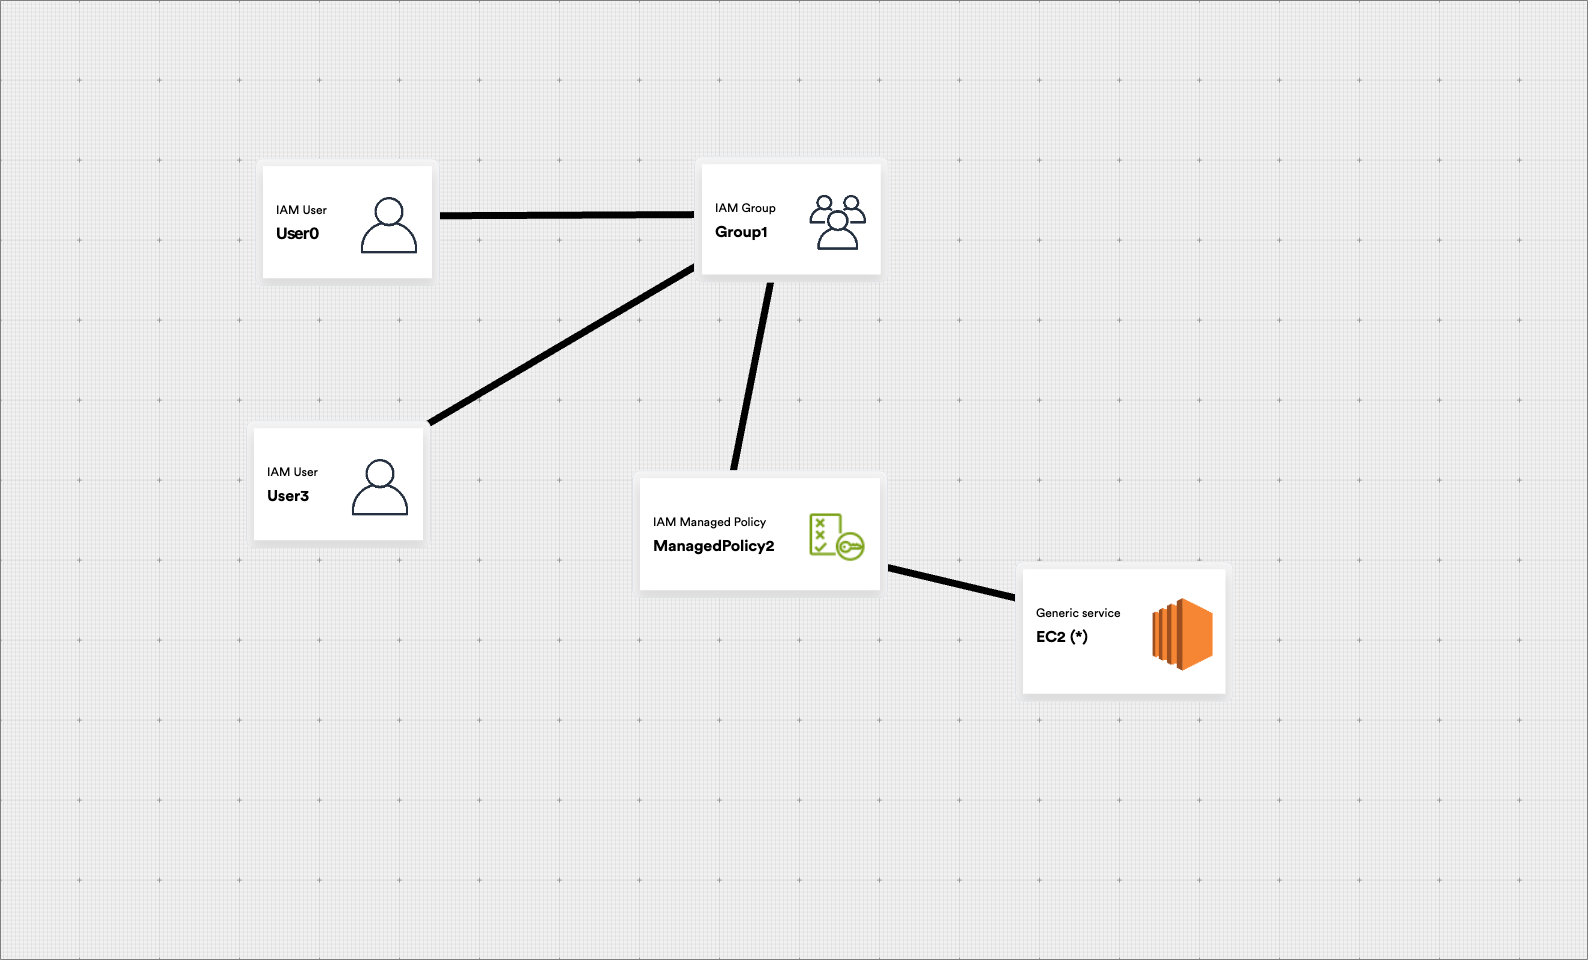 IAM User
User0
IAM Group
Group1
IAM User
User3
IAM Managed Policy
ManagedPolicy2
Generic service
EC2 (*)